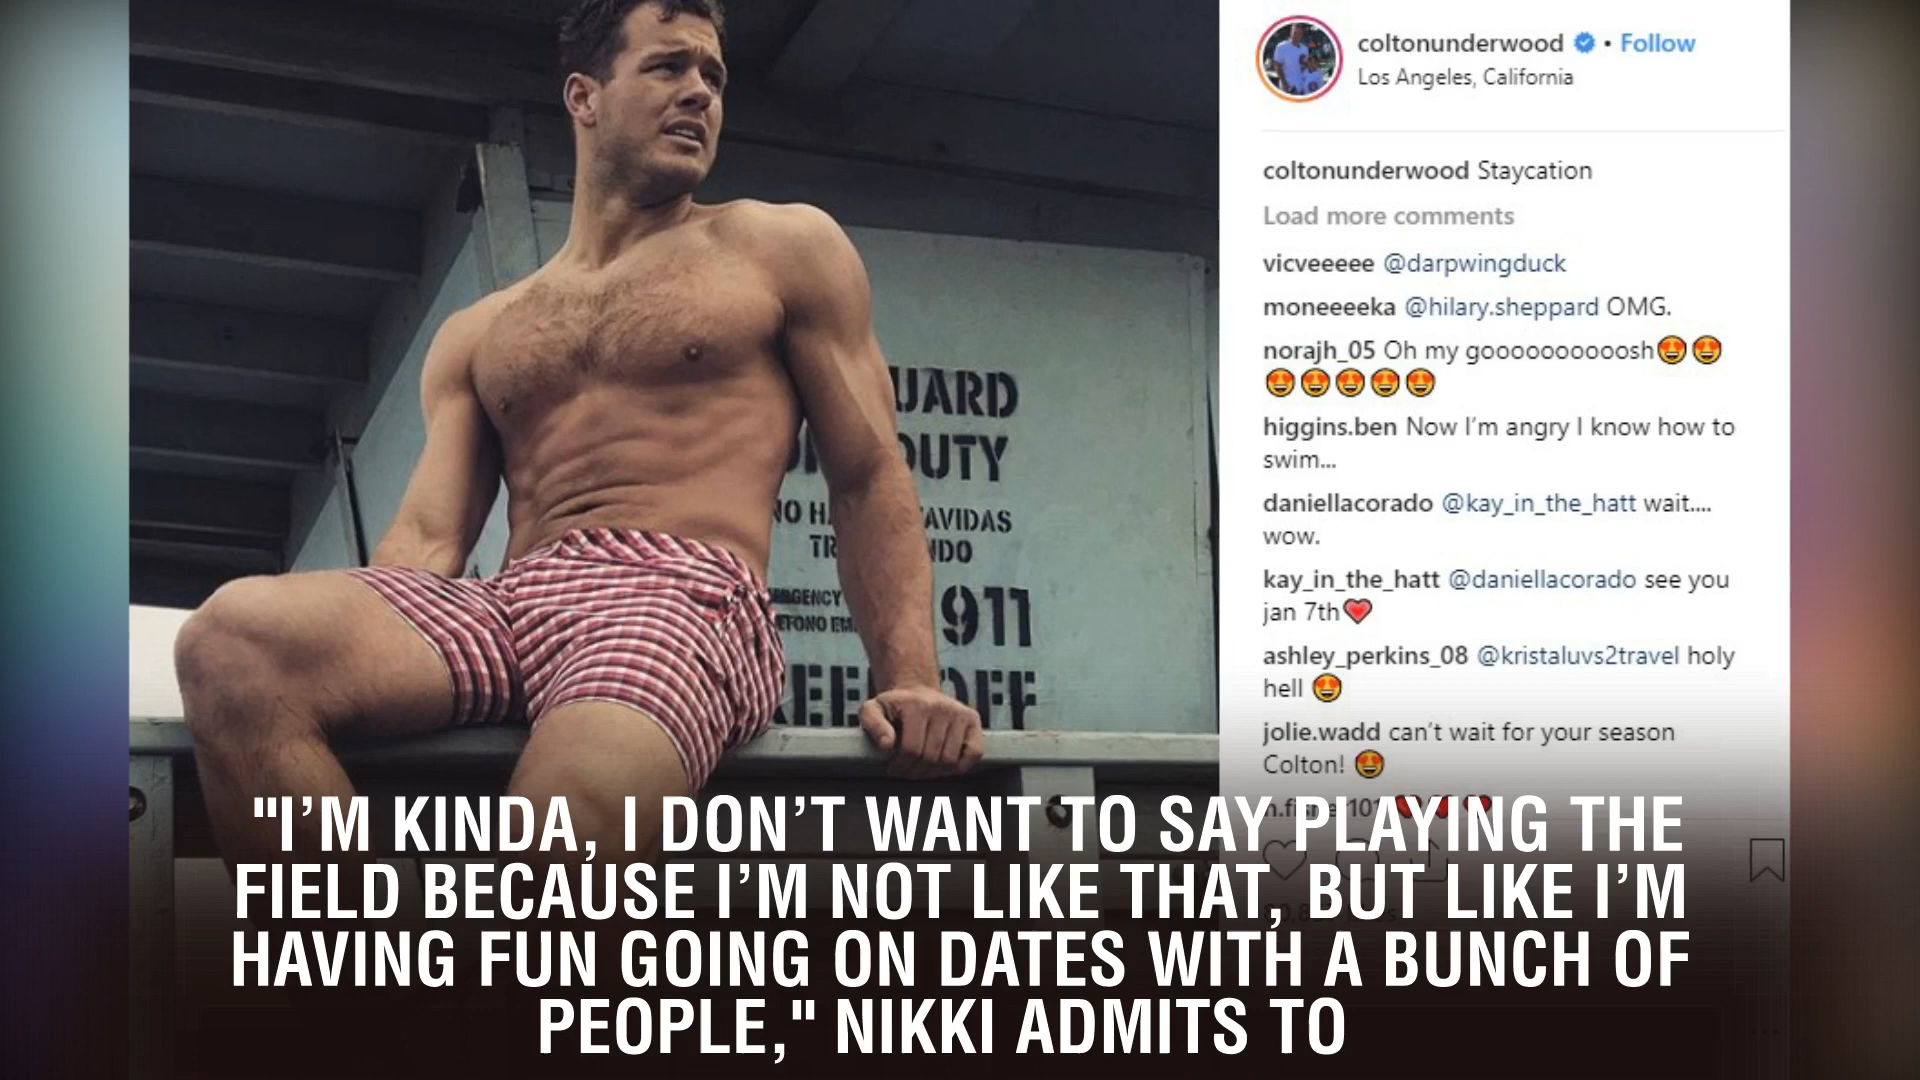 coltonunderwood • Follow
Los Angeles, California
coltonunderwood Staycation
Load more comments
vicveeeee @darpwingduck
moneeeeka @hilary.sheppard OMG.
norajh_05 Oh my goooooooooosh😍😍
😍😍😍😍😍
higgins.ben Now I'm angry I know how to
swim...
daniellacorado @kay_in_the_hatt wait....
wow.
kay_in_the_hatt @daniellacorado see you
jan 7th❤️
ashley_perkins_08 @kristaluvs2travel holy
hell 😍
jolie.wadd can't wait for your season
Colton! 😍
UARD
DUTY
NO AVIDAS
911
"I'M KINDA, I DON'T WANT TO SAY PLAYING THE
FIELD BECAUSE I'M NOT LIKE THAT, BUT LIKE I'M
HAVING FUN GOING ON DATES WITH A BUNCH OF
PEOPLE," NIKKI ADMITS TO